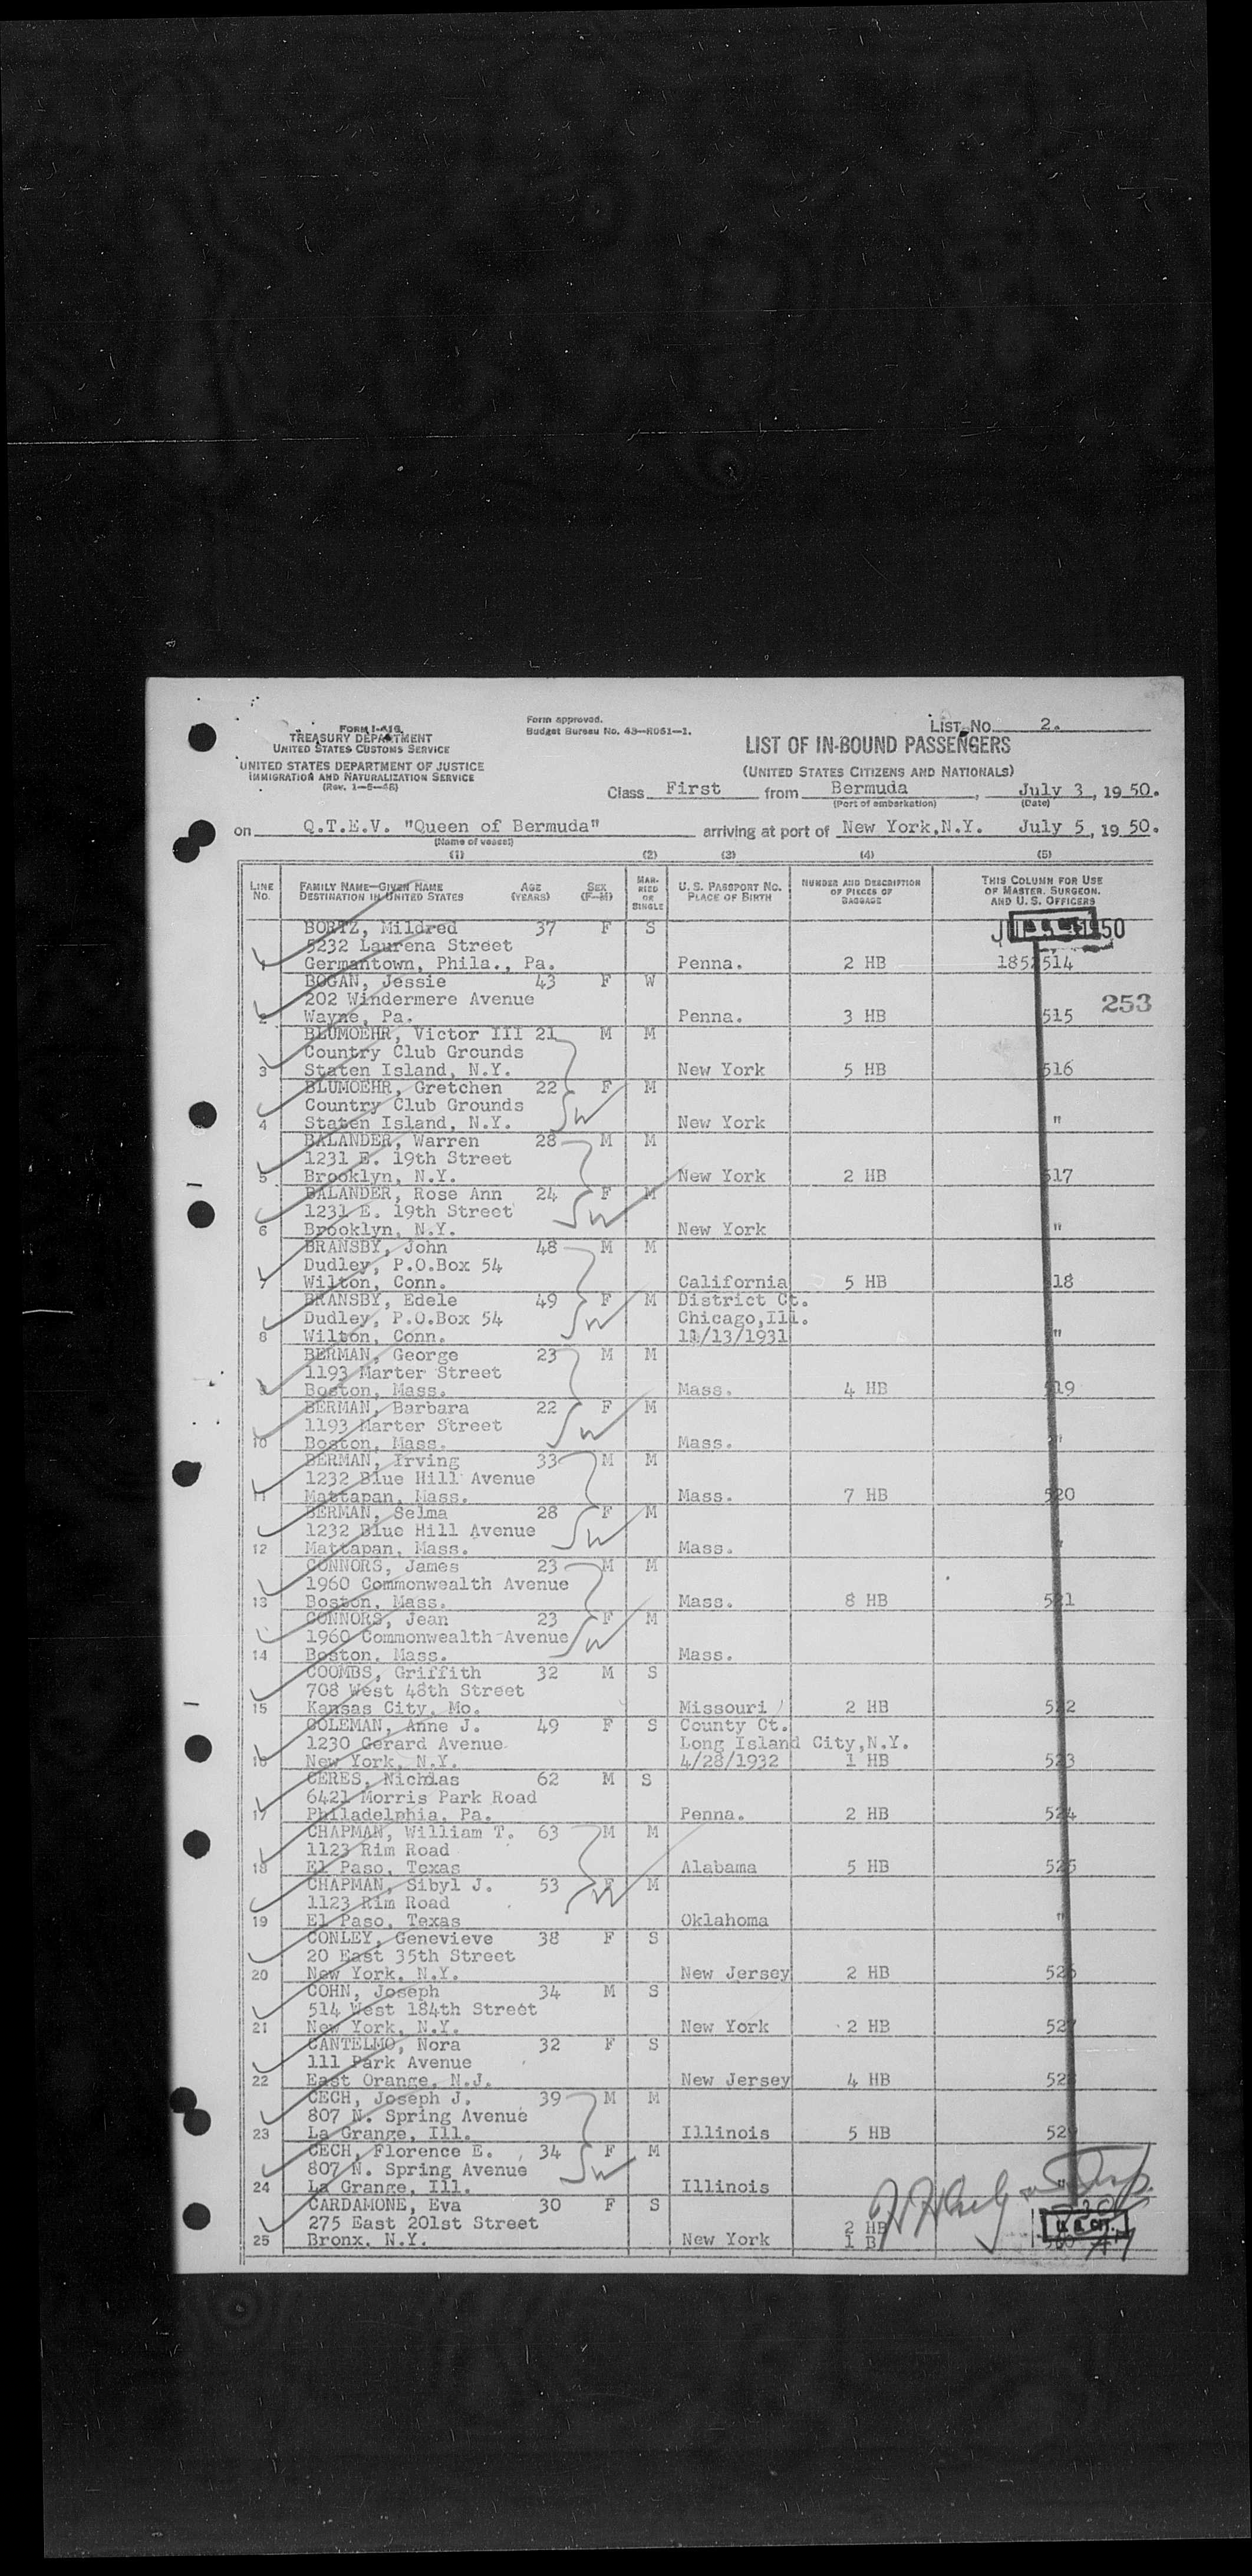 FORM I-416
TREASURY DEPARTMENT
UNITED STATES CUSTOMS SERVICE
UNITED STATES DEPARTMENT OF JUSTICE
IMMIGRATION AND NATURALIZATION SERVICE
(Rev. 1-5-48)
Form approved.
Budget Bureau No. 43-R051-1.
LIST No. 2.
LIST OF IN-BOUND PASSENGERS
(UNITED STATES CITIZENS AND NATIONALS)
Class First from Bermuda, July 3, 1950.
(Port of embarkation) (Date)
on Q.T.E.V. "Queen of Bermuda" arriving at port of New York, N.Y. July 5, 1950.
(Name of vessel)
(1) (2) (3) (4) (5)
LINE No. FAMILY NAME—GIVEN NAME DESTINATION IN UNITED STATES AGE (YEARS) SEX (F-M) MARRIED OR SINGLE U. S. PASSPORT NO. PLACE OF BIRTH NUMBER AND DESCRIPTION OF PIECES OF BAGGAGE THIS COLUMN FOR USE OF MASTER, SURGEON, AND U. S. OFFICERS
BORTZ, Mildred 37 F S
5232 Laurena Street
1 Germantown, Phila., Pa. Penna. 2 HB 514
BOGAN, Jessie 43 F W
202 Windermere Avenue 253
2 Wayne, Pa. Penna. 3 HB 515
BLUMOEHR, Victor III 21 M M
Country Club Grounds
3 Staten Island, N.Y. New York 5 HB 516
BLUMOEHR, Gretchen 22 F M
Country Club Grounds
4 Staten Island, N.Y. New York "
BALANDER, Warren 28 M M
1231 E. 19th Street
5 Brooklyn, N.Y. New York 2 HB 517
BALANDER, Rose Ann 24 F M
1231 E. 19th Street
6 Brooklyn, N.Y. New York "
BRANSBY, John 48 M M
Dudley, P.O.Box 54
7 Wilton, Conn. California 5 HB 18
BRANSBY, Edele 49 F M District Ct.
Dudley, P.O.Box 54 Chicago,Ill.
8 Wilton, Conn. 11/13/1931 "
BERMAN, George 23 M M
1193 Marter Street
9 Boston, Mass. Mass. 4 HB 519
BERMAN, Barbara 22 F M
1193 Marter Street
10 Boston, Mass. Mass. "
BERMAN, Irving 33 M M
1232 Blue Hill Avenue
11 Mattapan, Mass. Mass. 7 HB 520
BERMAN, Selma 28 F M
1232 Blue Hill Avenue
12 Mattapan, Mass. Mass. "
CONNORS, James 23 M M
1960 Commonwealth Avenue
13 Boston, Mass. Mass. 8 HB 521
CONNORS, Jean 23 F M
1960 Commonwealth Avenue
14 Boston, Mass. Mass.
COOMBS, Griffith 32 M S
708 West 48th Street
15 Kansas City, Mo. Missouri 2 HB 522
COLEMAN, Anne J. 49 F S County Ct.
1230 Gerard Avenue Long Island City,N.Y.
16 New York, N.Y. 4/28/1932 1 HB 523
CERES, Nicholas 62 M S
6421 Morris Park Road
17 Philadelphia, Pa. Penna. 2 HB 524
CHAPMAN, William T. 63 M M
1123 Rim Road
18 El Paso, Texas Alabama 5 HB 525
CHAPMAN, Sibyl J. 53 F M
1123 Rim Road
19 El Paso, Texas Oklahoma "
CONLEY, Genevieve 38 F S
20 East 35th Street
20 New York, N.Y. New Jersey 2 HB 526
COHN, Joseph 34 M S
514 West 184th Street
21 New York, N.Y. New York 2 HB 527
CANTELMO, Nora 32 F S
111 Park Avenue
22 East Orange, N.J. New Jersey 4 HB 528
CECH, Joseph J. 39 M M
807 N. Spring Avenue
23 La Grange, Ill. Illinois 5 HB 529
CECH, Florence E. 34 F M
807 N. Spring Avenue
24 La Grange, Ill. Illinois "
CARDAMONE, Eva 30 F S
275 East 201st Street 2 HB
25 Bronx, N.Y. New York 1 B